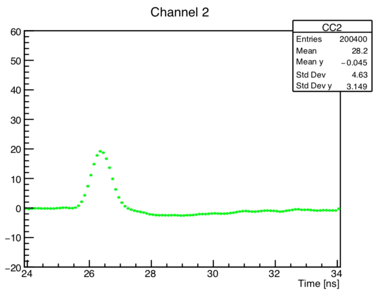 Channel 2
CC2
Entries 200400
Mean 28.2
Mean y −0.045
Std Dev 4.63
Std Dev y 3.149
60
50
40
30
20
10
0
−10
−20
24 26 28 30 32 34
Time [ns]